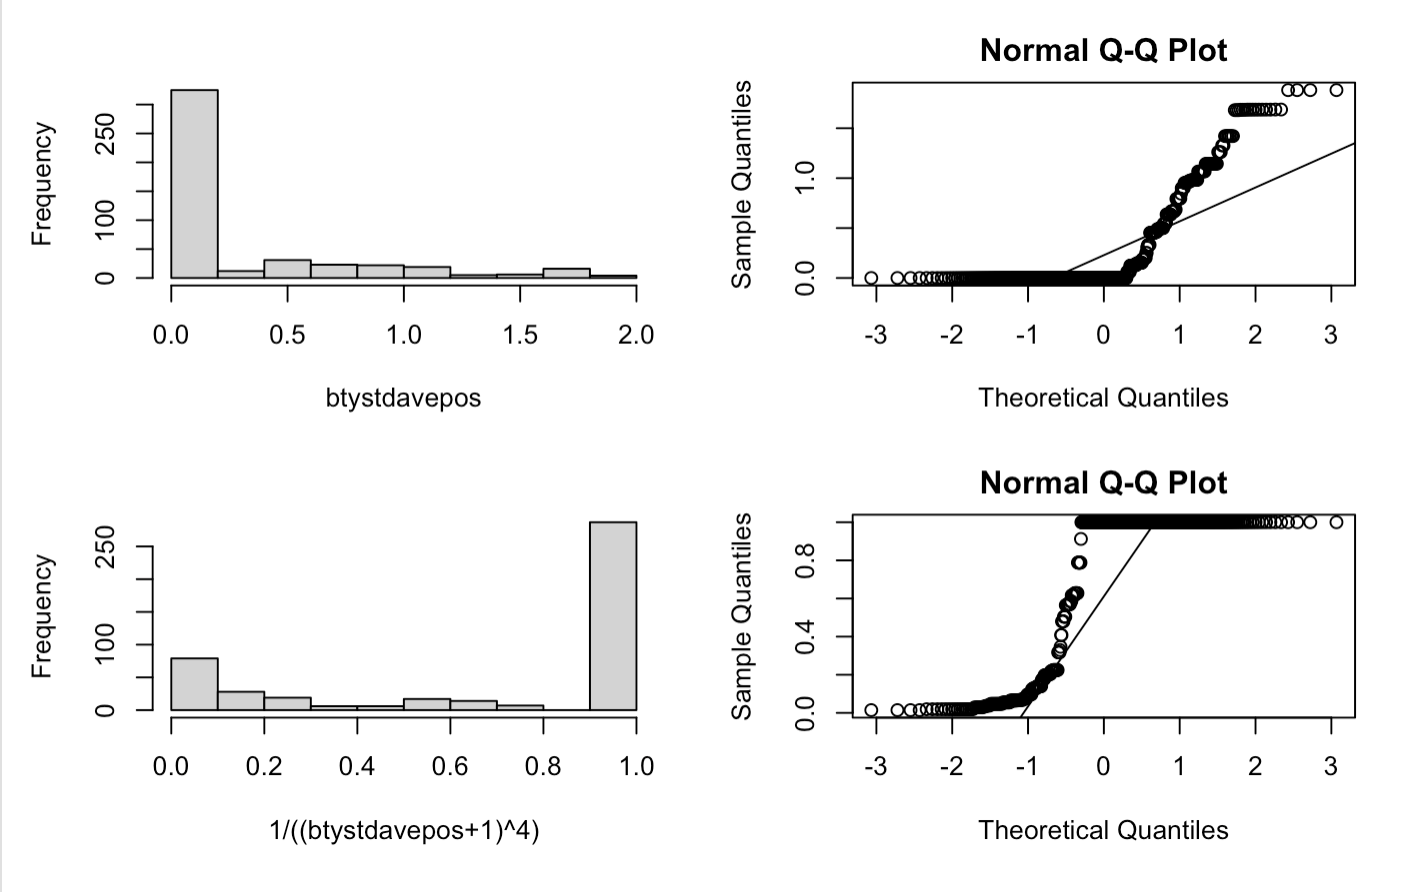 Frequency
250
100
0
0.0 0.5 1.0 1.5 2.0
btystdavepos
Normal Q-Q Plot
Sample Quantiles
1.0
0.0
-3 -2 -1 0 1 2 3
Theoretical Quantiles
Frequency
250
100
0
0.0 0.2 0.4 0.6 0.8 1.0
1/((btystdavepos+1)^4)
Normal Q-Q Plot
Sample Quantiles
0.8
0.4
0.0
-3 -2 -1 0 1 2 3
Theoretical Quantiles